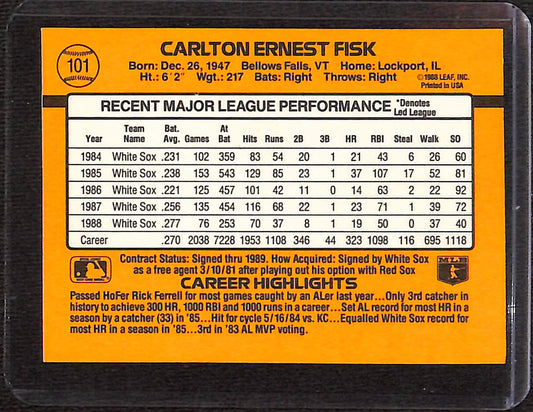 101
CARLTON ERNEST FISK
Born: Dec. 26, 1947 Bellows Falls, VT Home: Lockport, IL
Ht.: 6'2" Wgt.: 217 Bats: Right Throws: Right
©1988 LEAF, INC.
Printed in USA
RECENT MAJOR LEAGUE PERFORMANCE *Denotes
Led League
Year Team Name Bat. Avg. Games At Bat Hits Runs 2B 3B HR RBI Steal Walk SO
1984 White Sox .231 102 359 83 54 20 1 21 43 6 26 60
1985 White Sox .238 153 543 129 85 23 1 37 107 17 52 81
1986 White Sox .221 125 457 101 42 11 0 14 63 2 22 92
1987 White Sox .256 135 454 116 68 22 1 23 71 1 39 72
1988 White Sox .277 76 253 70 37 8 1 19 50 0 37 40
Career .270 2038 7228 1953 1108 346 44 323 1098 116 695 1118
Contract Status: Signed thru 1989. How Acquired: Signed by White Sox
as a free agent 3/10/81 after playing out his option with Red Sox
MLB
CAREER HIGHLIGHTS
Passed HoFer Rick Ferrell for most games caught by an ALer last year...Only 3rd catcher in
history to achieve 300 HR, 1000 RBI and 1000 runs in a career...Set AL record for most HR in a
season by a catcher (33) in '85...Hit for cycle 5/16/84 vs. KC...Equalled White Sox record for
most HR in a season in '85...3rd in '83 AL MVP voting.